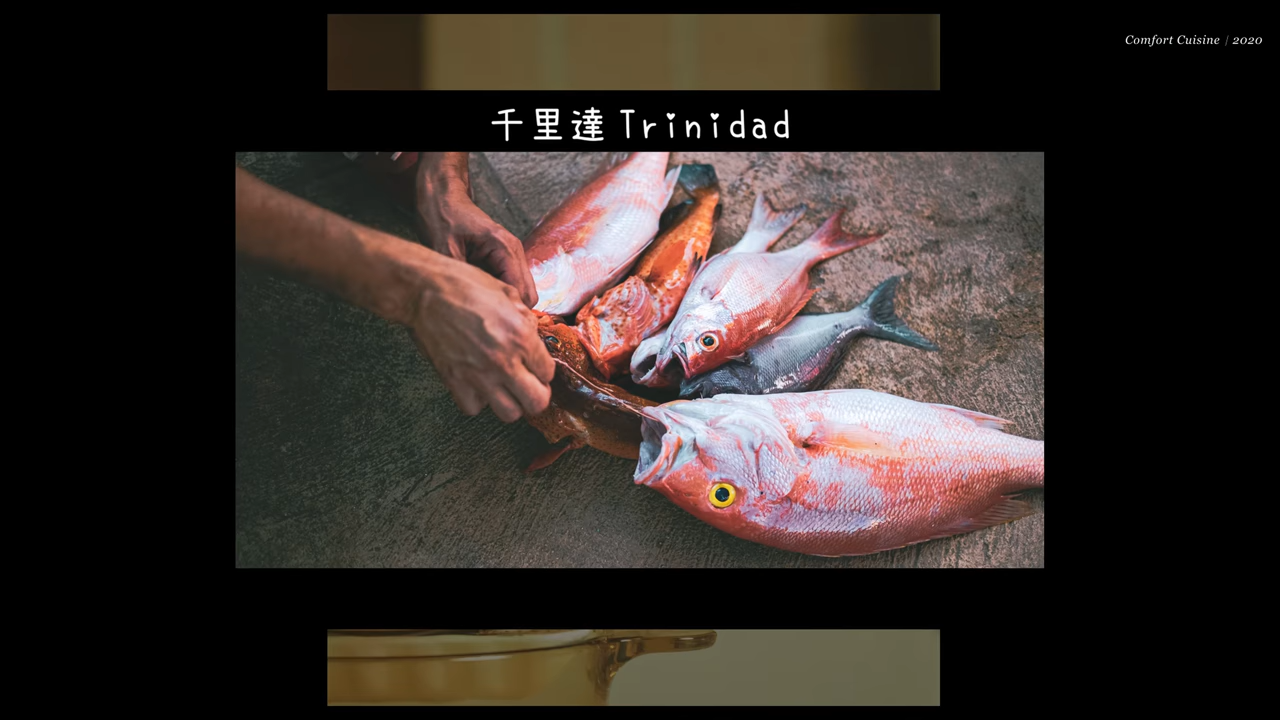 Comfort Cuisine | 2020
千里達 Trinidad